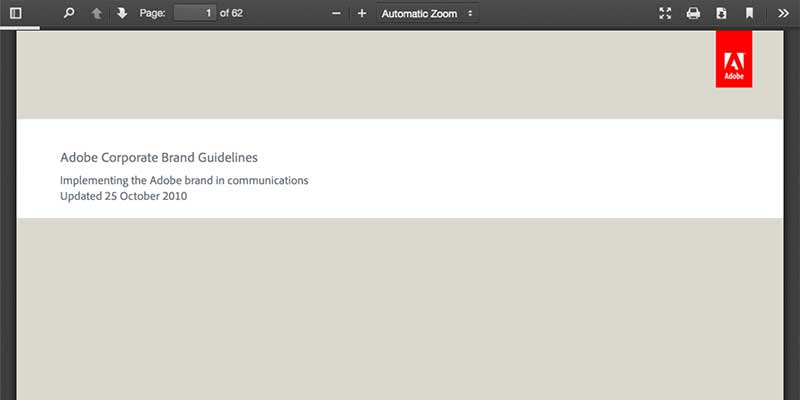 Page: 1 of 62 Automatic Zoom
Adobe
Adobe Corporate Brand Guidelines
Implementing the Adobe brand in communications
Updated 25 October 2010